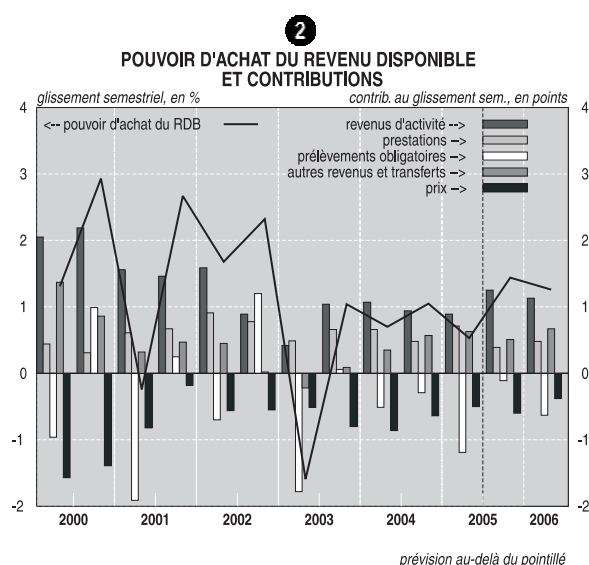 2
POUVOIR D'ACHAT DU REVENU DISPONIBLE
ET CONTRIBUTIONS
glissement semestriel, en %
contrib. au glissement sem., en points
4
4
<-- pouvoir d'achat du RDB
revenus d'activité -->
prestations –>
prélèvements obligatoires –>
autres revenus et transferts –>
prix –>
3
3
2
2
1
1
0
0
-1
-1
-2
-2
2000 2001 2002 2003 2004 2005 2006
prévision au-delà du pointillé